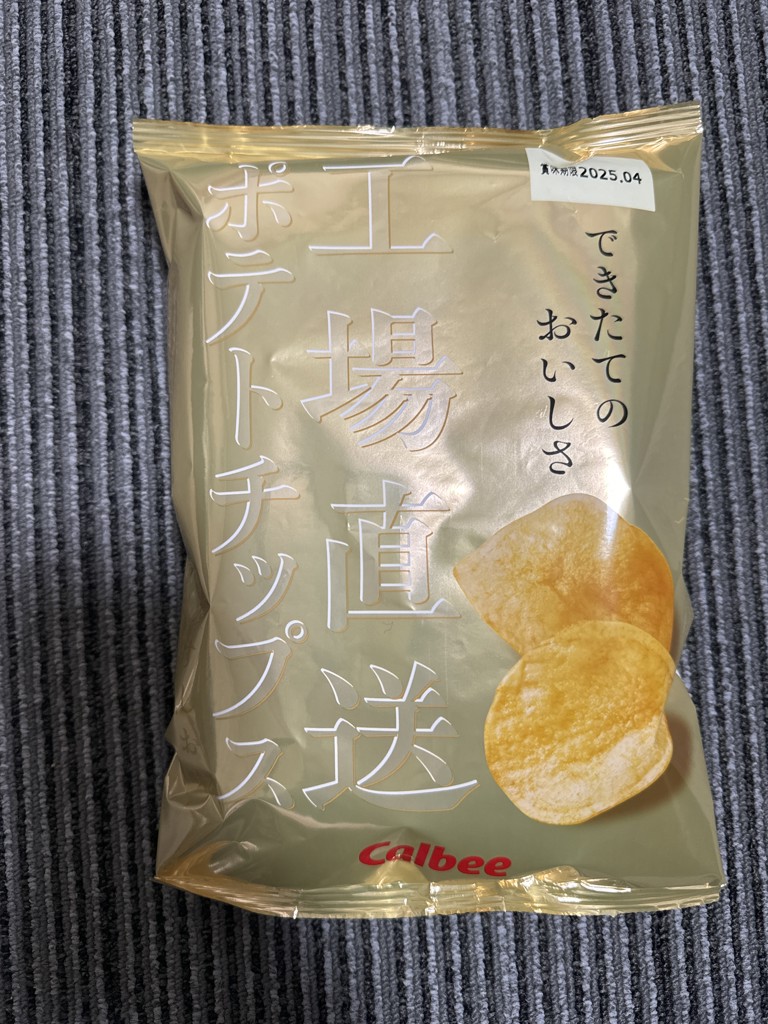 賞味期限2025.04
できたての
おいしさ
工場直送
ポテトチップス
Calbee